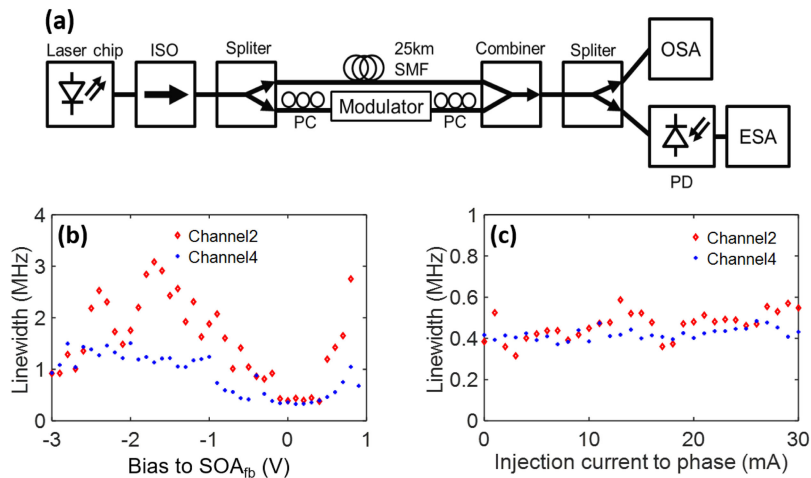 (a)
Laser chip
ISO
Spliter
25km
SMF
Combiner
Spliter
OSA
PC
Modulator
PC
PD
ESA
(b)
Channel2
Channel4
Linewidth (MHz)
4
3
2
1
0
-3
-2
-1
0
1
Bias to SOAfb (V)
(c)
Channel2
Channel4
Linewidth (MHz)
1
0.8
0.6
0.4
0.2
0
0
10
20
30
Injection current to phase (mA)